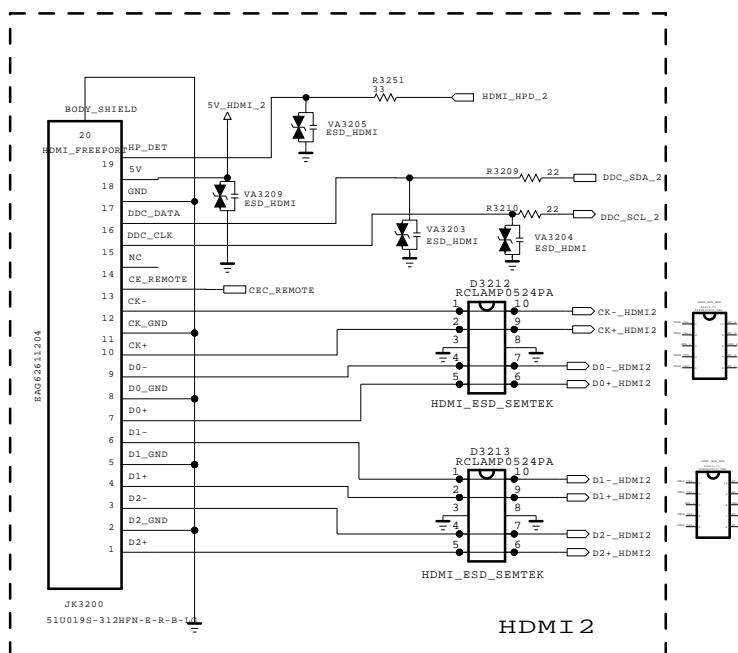 R3251
33
HDMI_HPD_2
BODY_SHIELD
5V_HDMI_2
VA3205
ESD_HDMI
20
HDMI_FREEPORT
HP_DET
19
5V
18
GND
17
DDC_DATA
16
DDC_CLK
15
NC
14
CE_REMOTE
13
CK-
12
CK_GND
11
CK+
10
D0-
9
D0_GND
8
D0+
7
D1-
6
D1_GND
5
D1+
4
D2-
3
D2_GND
2
D2+
1
EAG62611204
JK3200
51U019S-312HFN-E-R-B-LG
VA3209
ESD_HDMI
R3209
22
DDC_SDA_2
R3210
22
DDC_SCL_2
VA3203
ESD_HDMI
VA3204
ESD_HDMI
CEC_REMOTE
D3212
RCLAMP0524PA
1
10
CK-_HDMI2
2
9
CK+_HDMI2
3
8
4
7
D0-_HDMI2
5
6
D0+_HDMI2
HDMI_ESD_SEMTEK
D3213
RCLAMP0524PA
1
10
D1-_HDMI2
2
9
D1+_HDMI2
3
8
4
7
D2-_HDMI2
5
6
D2+_HDMI2
HDMI_ESD_SEMTEK
HDMI2